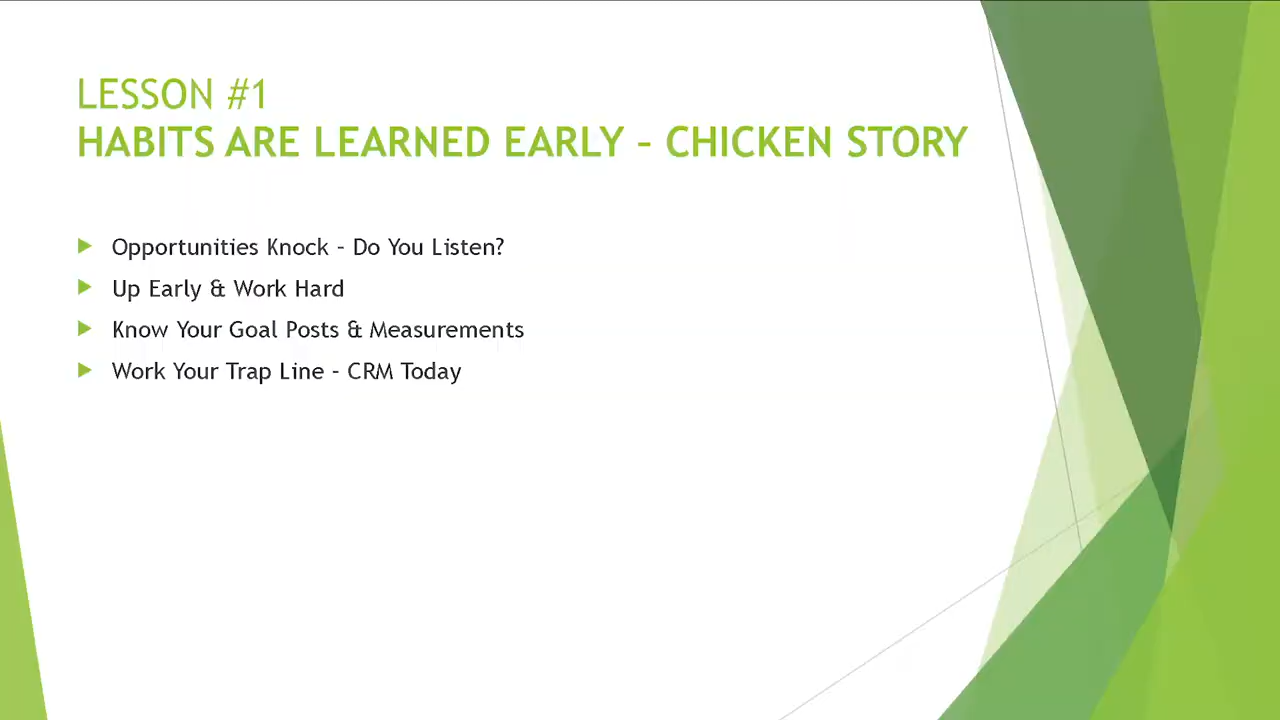 LESSON #1
HABITS ARE LEARNED EARLY – CHICKEN STORY
Opportunities Knock – Do You Listen?
Up Early & Work Hard
Know Your Goal Posts & Measurements
Work Your Trap Line – CRM Today